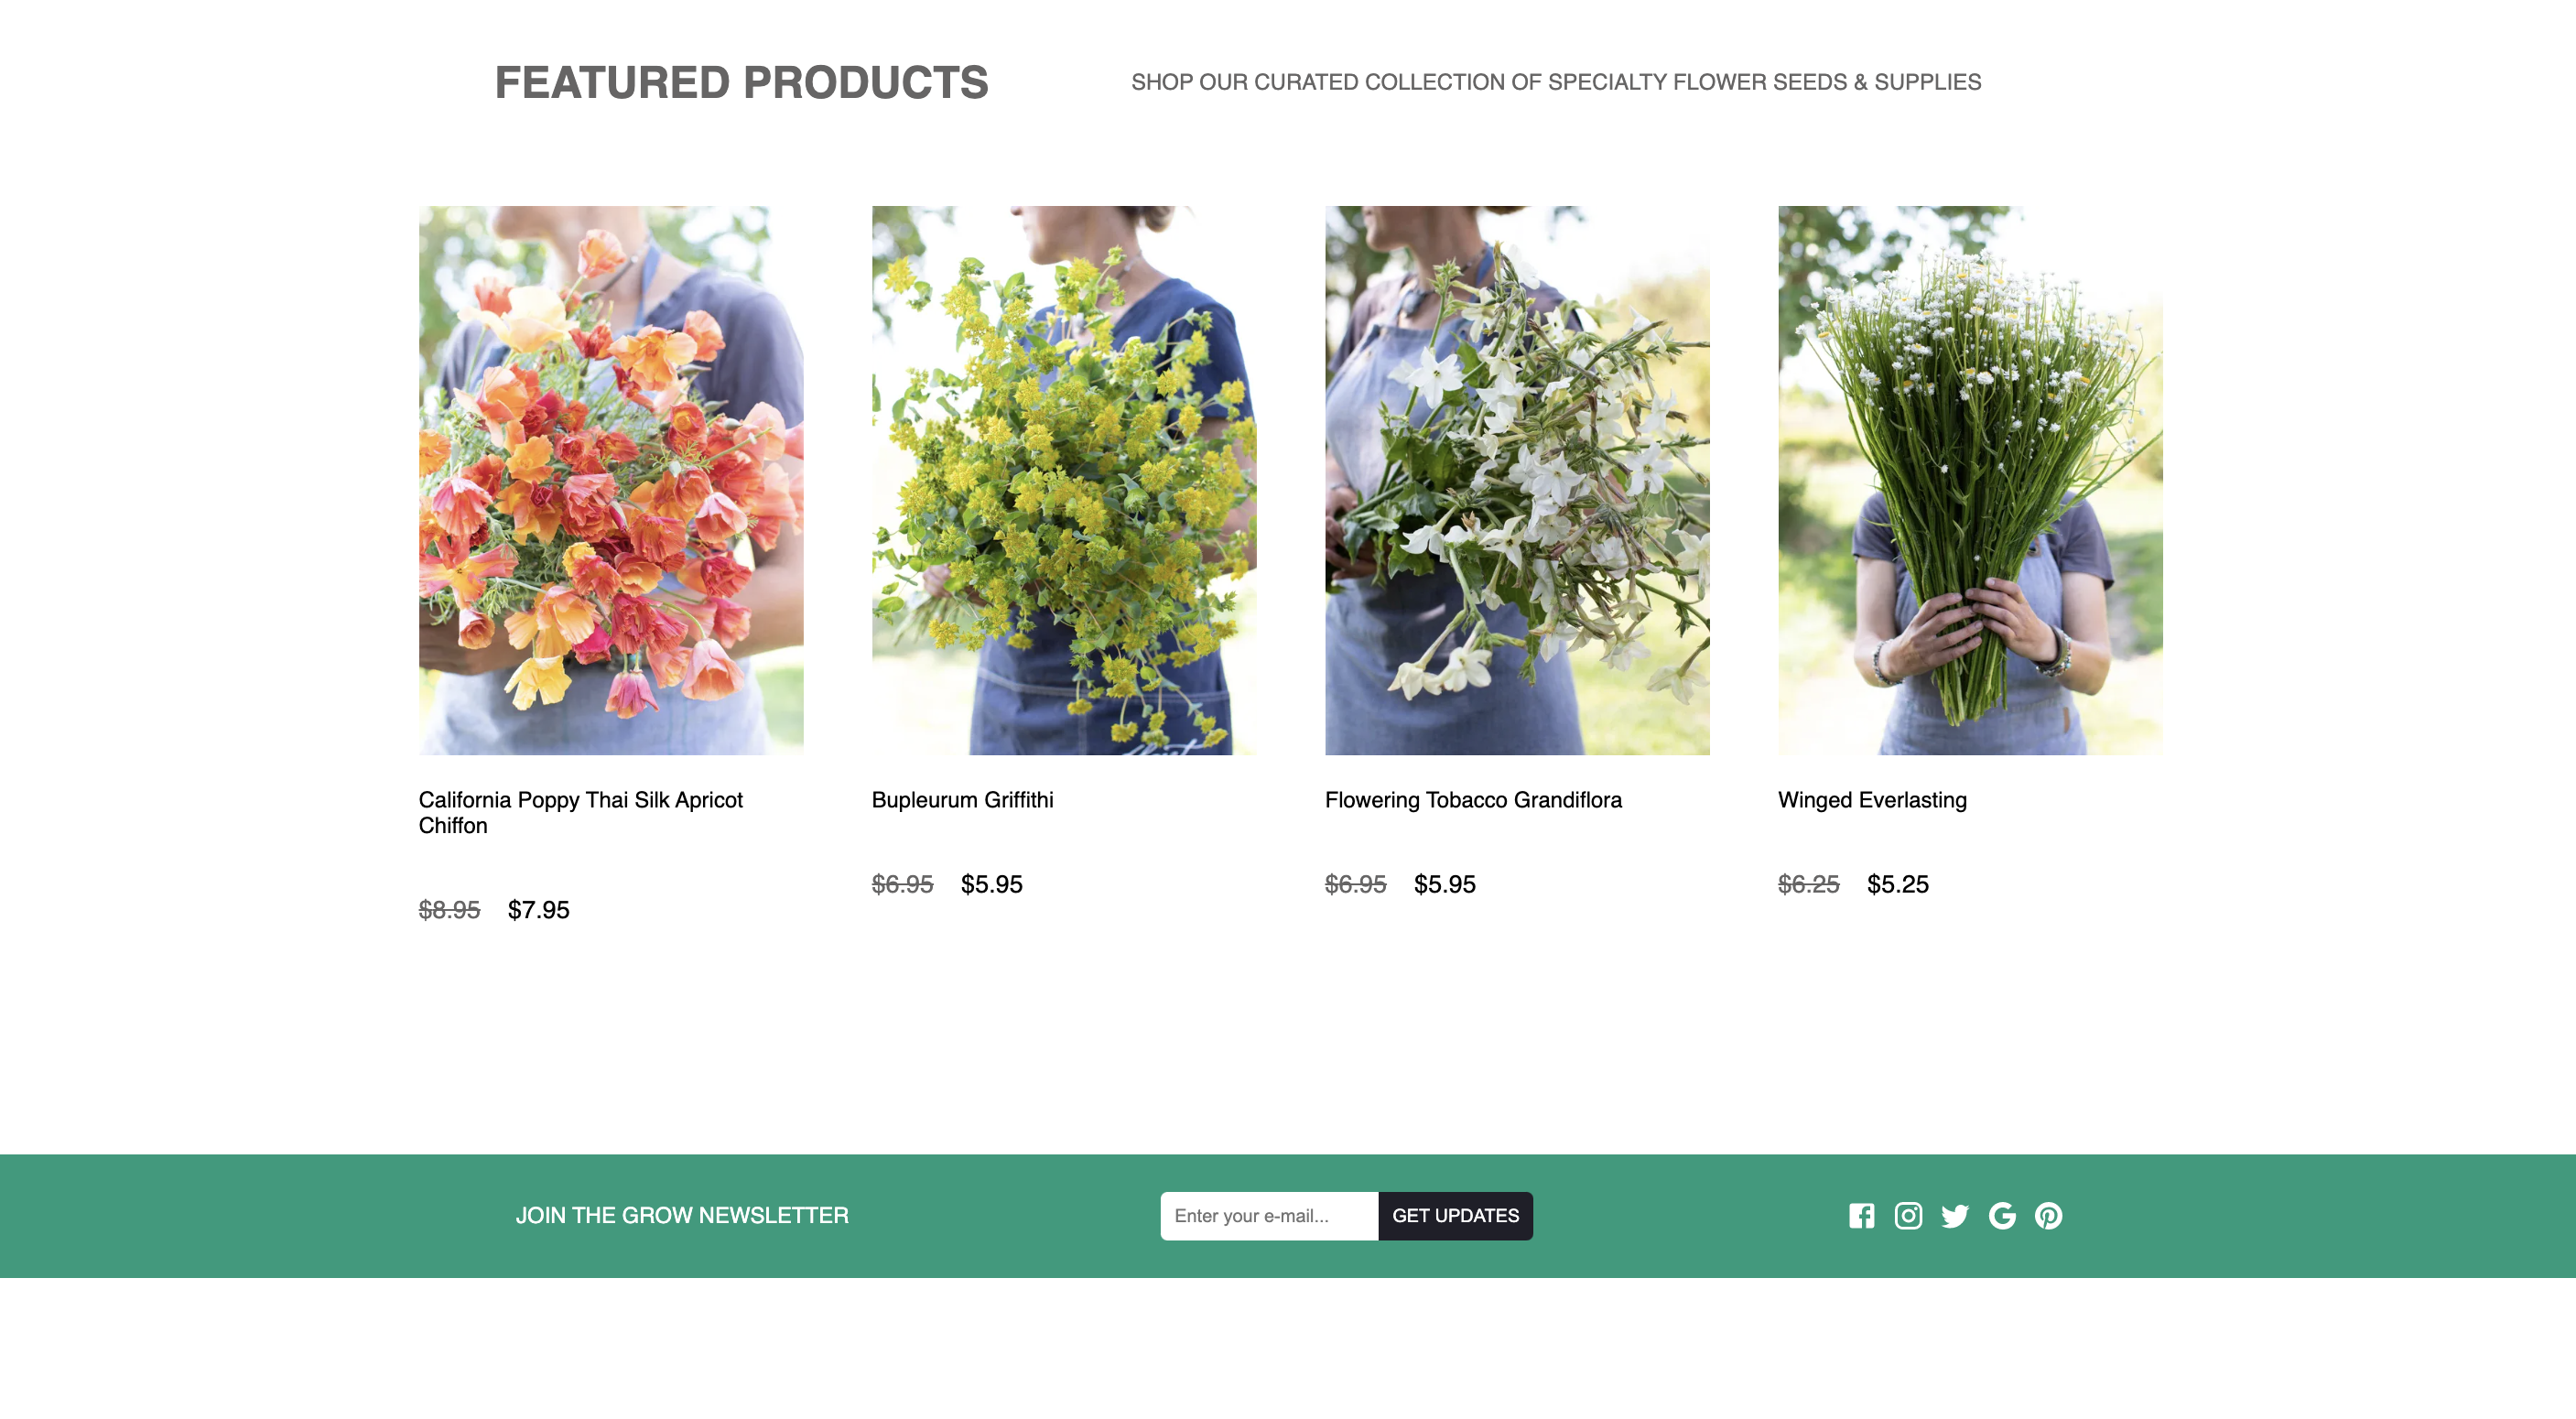 FEATURED PRODUCTS
SHOP OUR CURATED COLLECTION OF SPECIALTY FLOWER SEEDS & SUPPLIES
California Poppy Thai Silk Apricot
Chiffon
$8.95 $7.95
Bupleurum Griffithi
$6.95 $5.95
Flowering Tobacco Grandiflora
$6.95 $5.95
Winged Everlasting
$6.25 $5.25
JOIN THE GROW NEWSLETTER
Enter your e-mail...
GET UPDATES